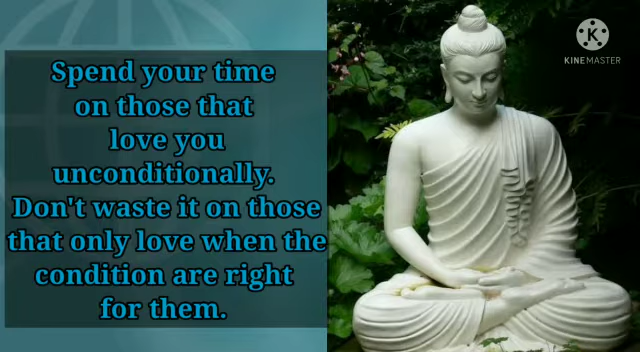 Spend your time
on those that
love you
unconditionally.
Don't waste it on those
that only love when the
condition are right
for them.
K
KINEMASTER